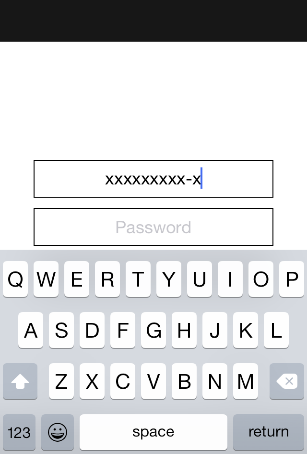 xxxxxxxxx-x
Password
Q W E R T Y U I O P
A S D F G H J K L
Z X C V B N M
123 space return